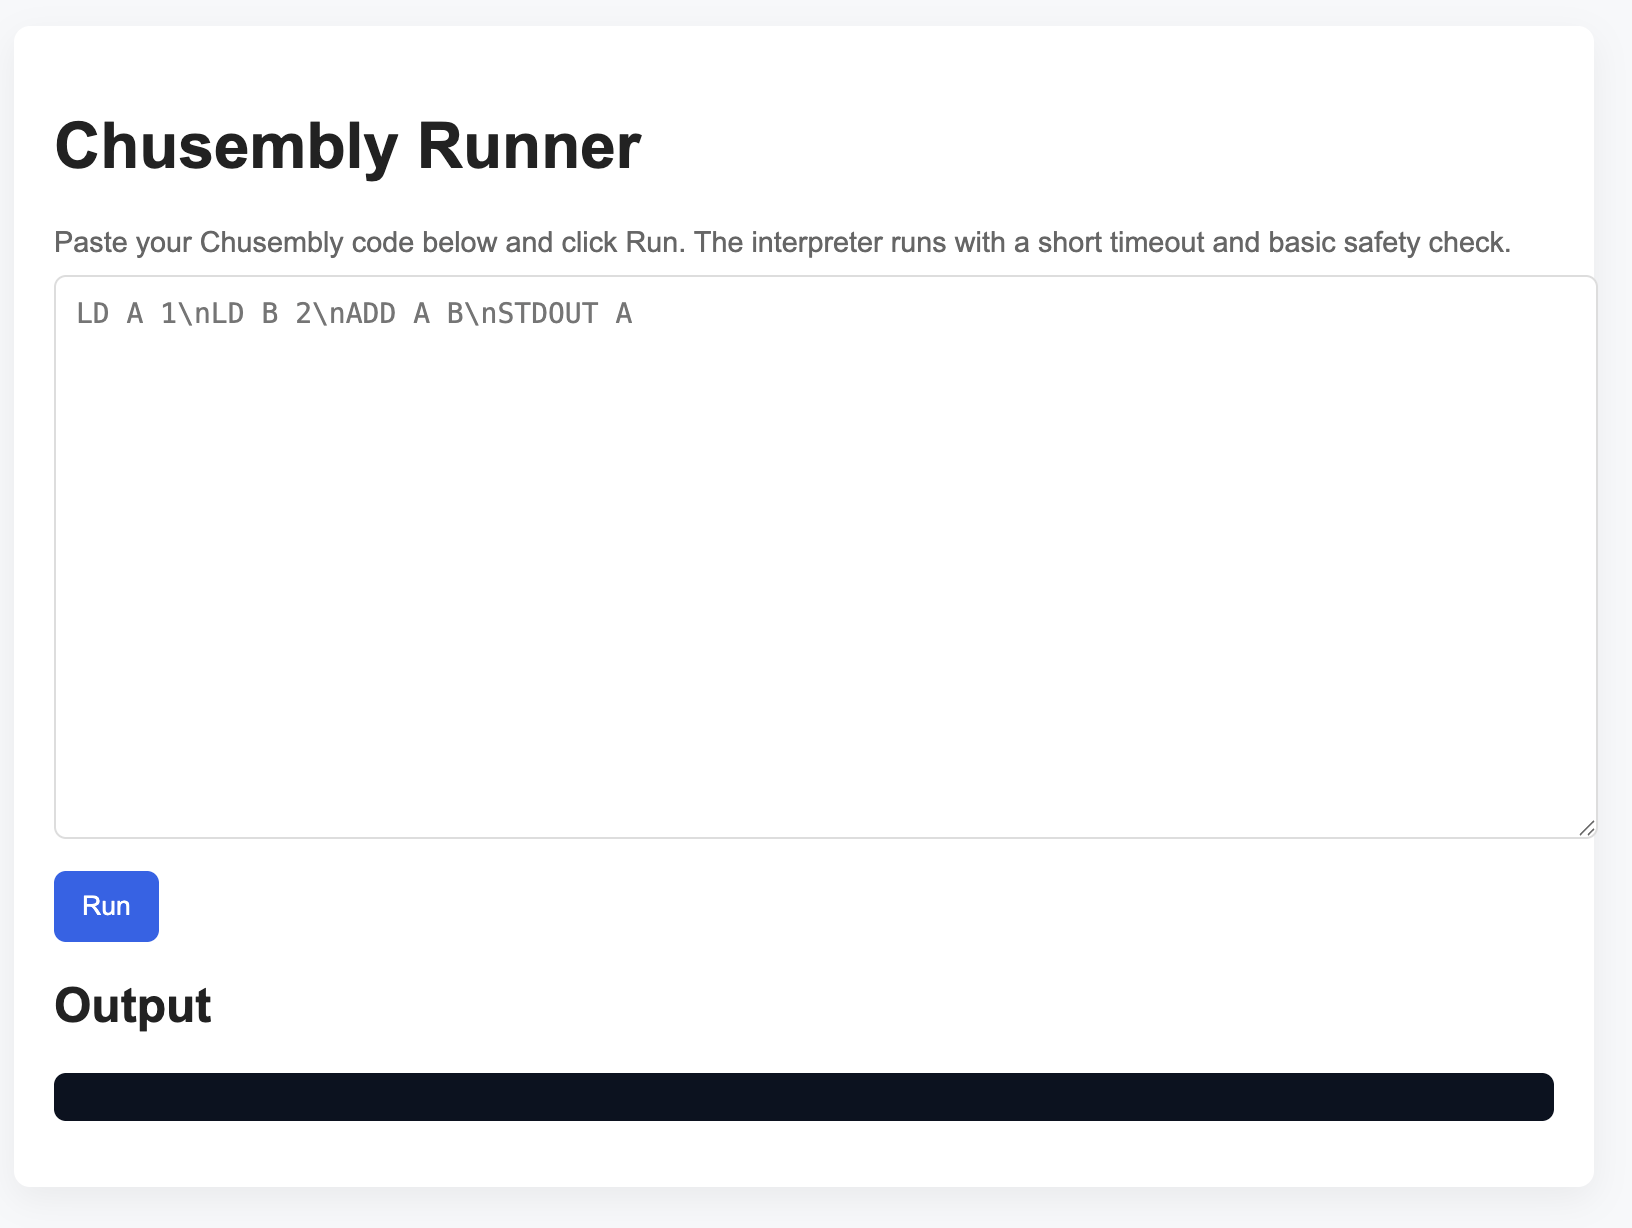 Chusembly Runner
Paste your Chusembly code below and click Run. The interpreter runs with a short timeout and basic safety check.
LD A 1\nLD B 2\nADD A B\nSTDOUT A
Run
Output